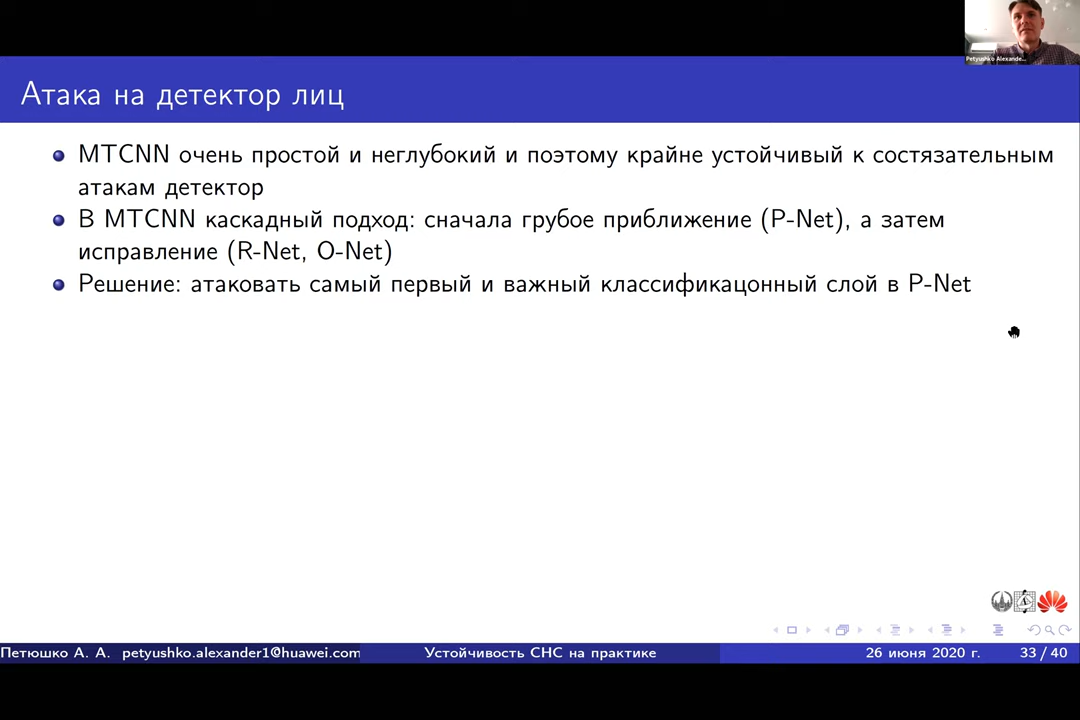 Petyushko Alexande...
Атака на детектор лиц
MTCNN очень простой и неглубокий и поэтому крайне устойчивый к состязательным
атакам детектор
В MTCNN каскадный подход: сначала грубое приближение (P-Net), а затем
исправление (R-Net, O-Net)
Решение: атаковать самый первый и важный классификацонный слой в P-Net
Петюшко А. А. petyushko.alexander1@huawei.com
Устойчивость СНС на практике
26 июня 2020 г.
33 / 40